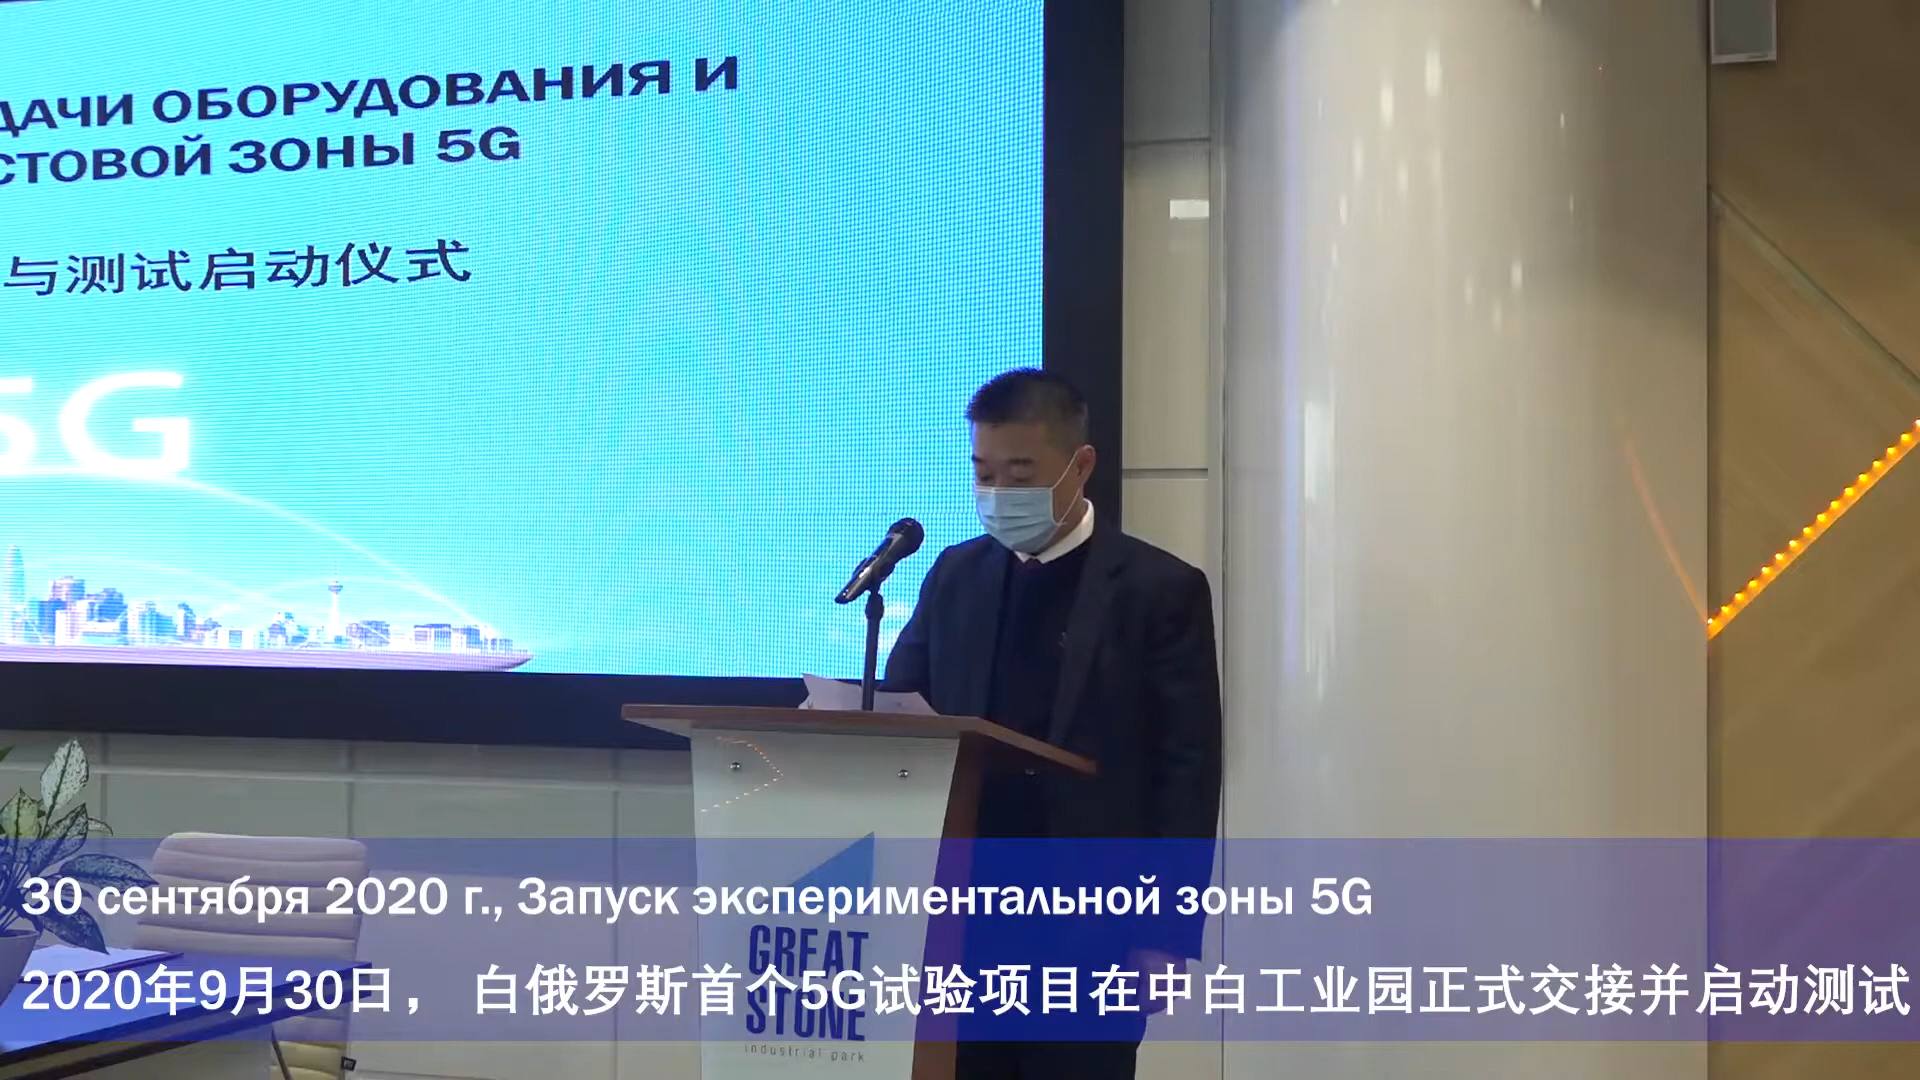 ДАЧИ ОБОРУДОВАНИЯ И
СТОВОЙ ЗОНЫ 5G
与测试启动仪式
5G
30 сентября 2020 г., Запуск экспериментальной зоны 5G
2020年9月30日， 白俄罗斯首个5G试验项目在中白工业园正式交接并启动测试
GREAT
STONE
industrial park